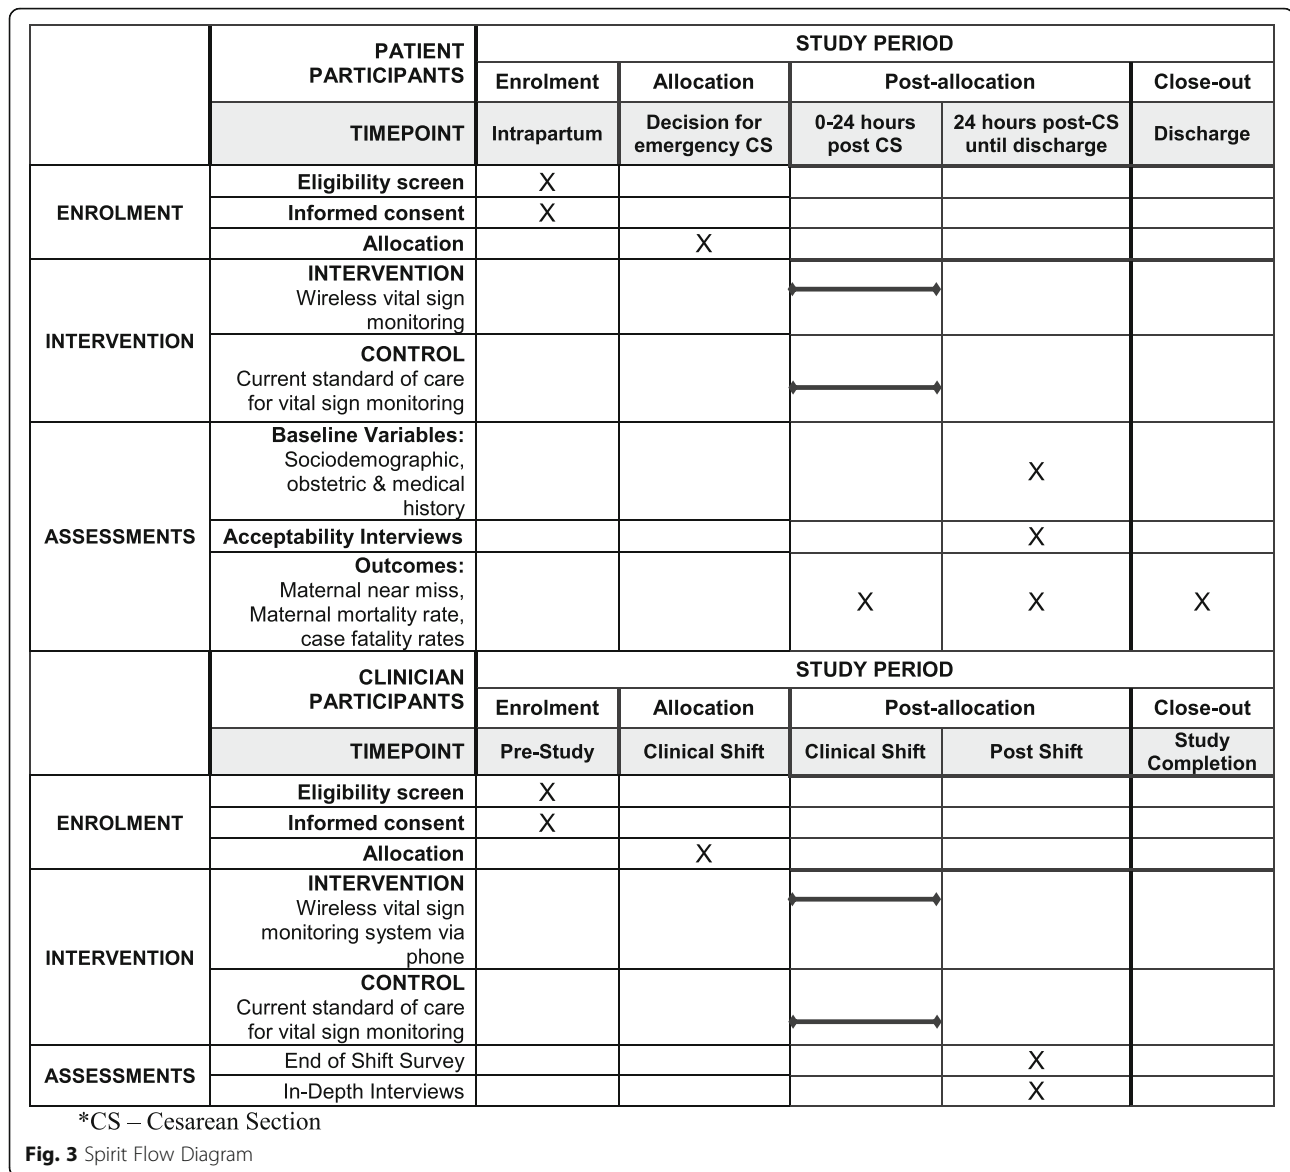 PATIENT PARTICIPANTS
STUDY PERIOD
Enrolment Allocation Post-allocation Close-out
TIMEPOINT Intrapartum Decision for emergency CS 0-24 hours post CS 24 hours post-CS until discharge Discharge
ENROLMENT
Eligibility screen X
Informed consent X
Allocation X
INTERVENTION
INTERVENTION
Wireless vital sign
monitoring
CONTROL
Current standard of care
for vital sign monitoring
ASSESSMENTS
Baseline Variables:
Sociodemographic,
obstetric & medical
history
X
Acceptability Interviews X
Outcomes:
Maternal near miss,
Maternal mortality rate,
case fatality rates
X X X
CLINICIAN PARTICIPANTS
STUDY PERIOD
Enrolment Allocation Post-allocation Close-out
TIMEPOINT Pre-Study Clinical Shift Clinical Shift Post Shift Study Completion
ENROLMENT
Eligibility screen X
Informed consent X
Allocation X
INTERVENTION
INTERVENTION
Wireless vital sign
monitoring system via
phone
CONTROL
Current standard of care
for vital sign monitoring
ASSESSMENTS
End of Shift Survey X
In-Depth Interviews X
*CS – Cesarean Section
Fig. 3 Spirit Flow Diagram